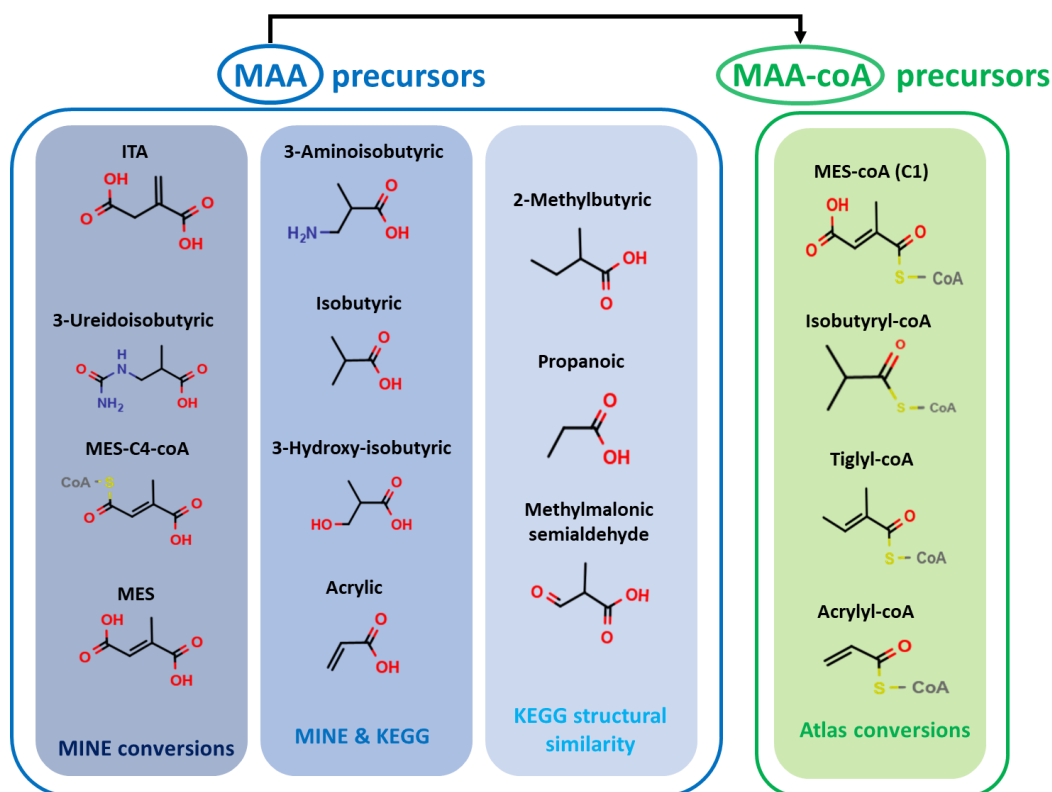 MAA precursors
MAA-coA precursors
ITA
OH
O
O
OH
3-Ureidoisobutyric
H
O N O
NH2 OH
MES-C4-coA
CoA S
O O
OH
MES
OH
O O
OH
MINE conversions
3-Aminoisobutyric
O
H2N OH
Isobutyric
O
OH
3-Hydroxy-isobutyric
O
HO OH
Acrylic
O
OH
MINE & KEGG
2-Methylbutyric
OH
O
Propanoic
O
OH
Methylmalonic
semialdehyde
O OH
O
KEGG structural
similarity
MES-coA (C1)
OH
O O
S CoA
Isobutyryl-coA
O
S CoA
Tiglyl-coA
O
S CoA
Acrylyl-coA
O
S CoA
Atlas conversions